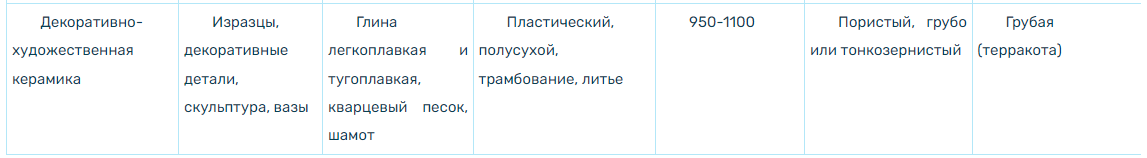 Декоративно-
художественная
керамика
Изразцы,
декоративные
детали,
скульптура, вазы
Глина
легкоплавкая и
тугоплавкая,
кварцевый песок,
шамот
Пластический,
полусухой,
трамбование, литье
950-1100
Пористый, грубо
или тонкозернистый
Грубая
(терракота)